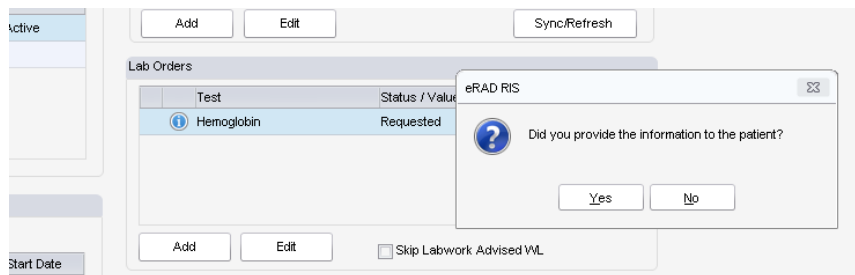 Active
Add Edit Sync/Refresh
Lab Orders
Test Status / Value
Hemoglobin Requested
eRAD RIS
Did you provide the information to the patient?
Yes No
Add Edit Skip Labwork Advised WL
Start Date